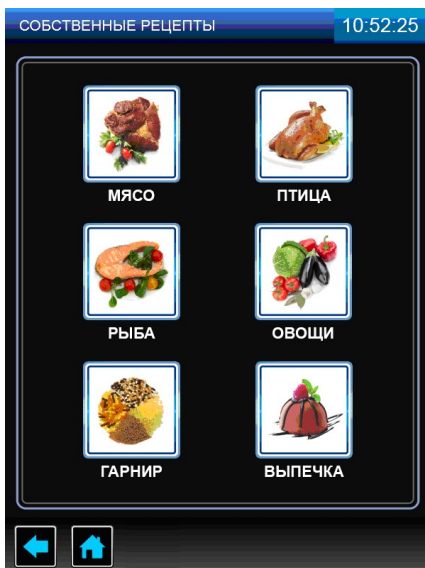 СОБСТВЕННЫЕ РЕЦЕПТЫ 10:52:25
МЯСО ПТИЦА
РЫБА ОВОЩИ
ГАРНИР ВЫПЕЧКА